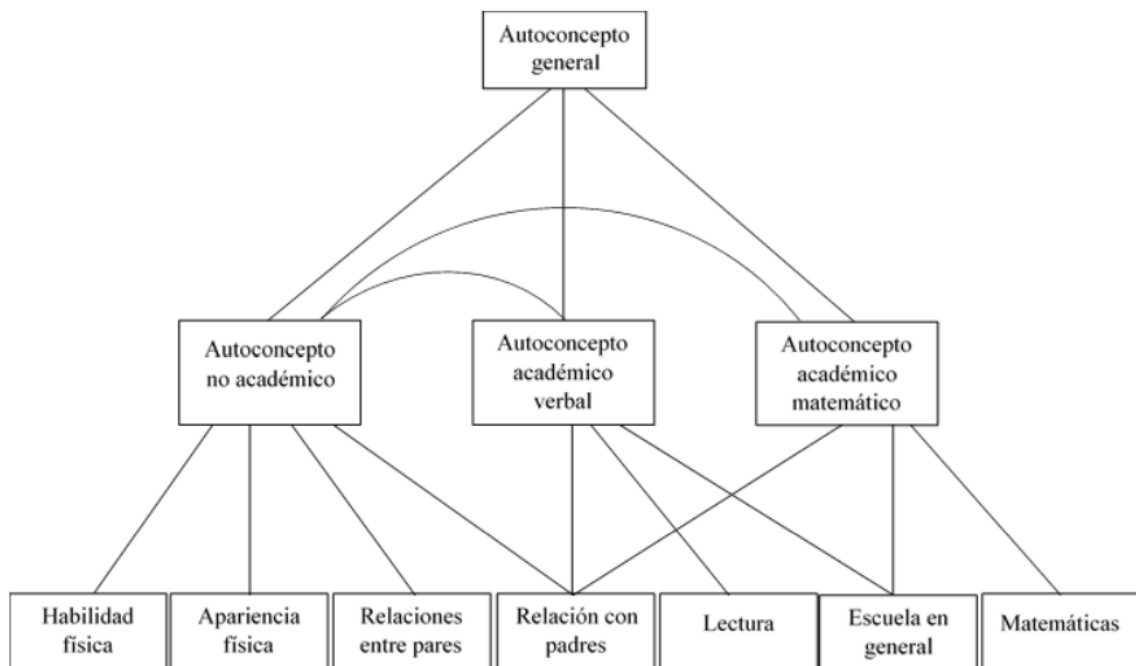 Autoconcepto
general
Autoconcepto
no académico
Autoconcepto
académico
verbal
Autoconcepto
académico
matemático
Habilidad
física
Apariencia
física
Relaciones
entre pares
Relación con
padres
Lectura
Escuela en
general
Matemáticas